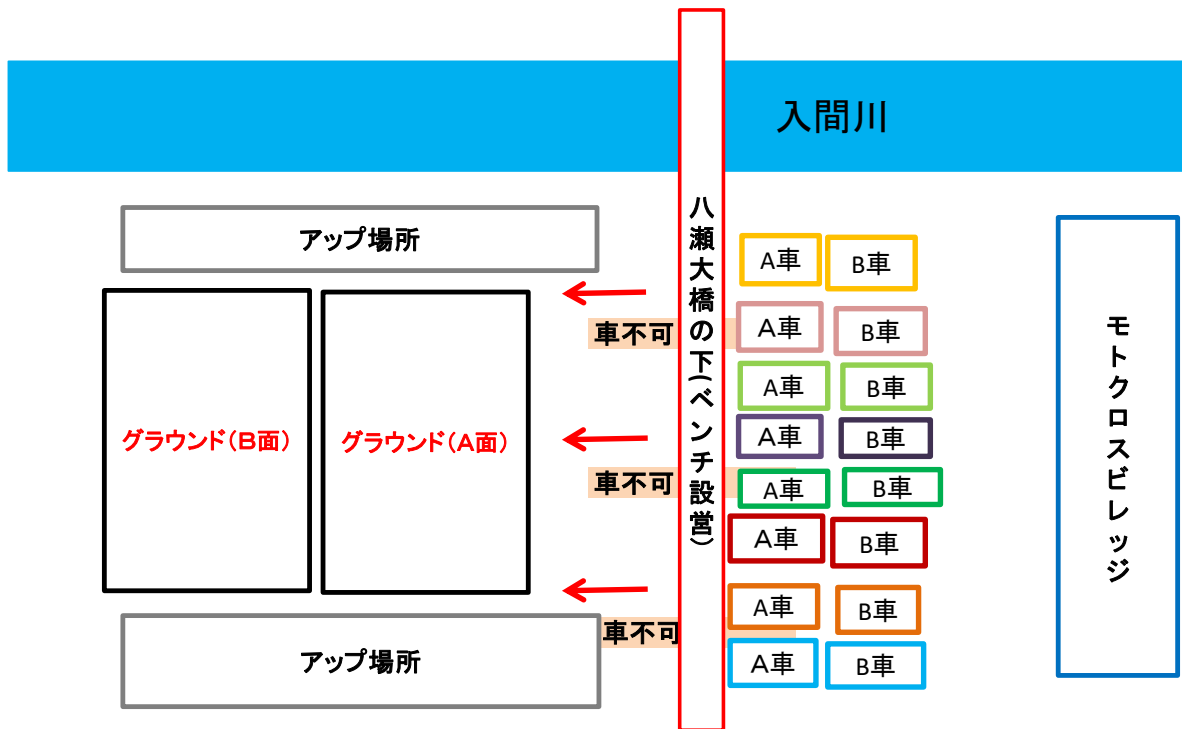 入間川
アップ場所
八瀬大橋の下(ベンチ設営)
A車
B車
車不可
A車
B車
モトクロスビレッジ
A車
B車
グラウンド(B面)
グラウンド(A面)
A車
B車
車不可
A車
B車
A車
B車
A車
B車
車不可
アップ場所
A車
B車